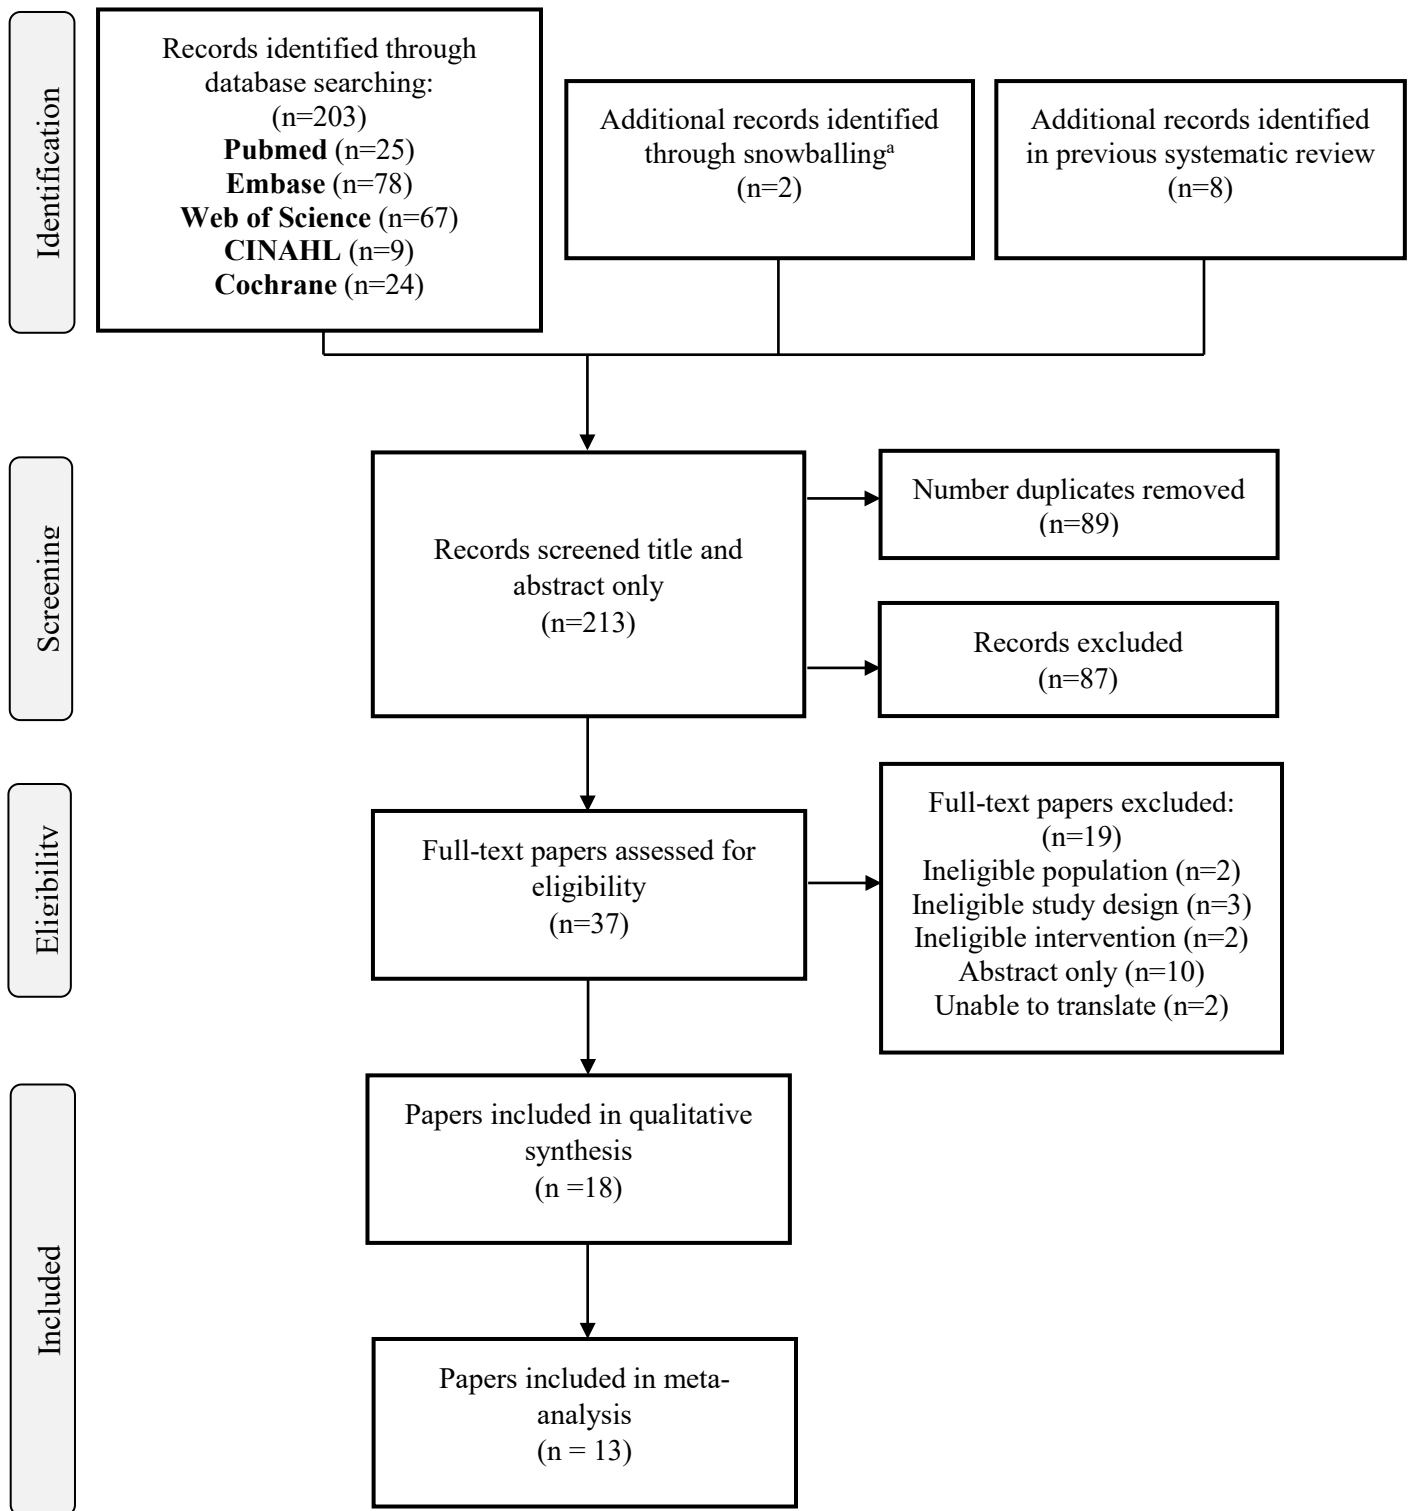 Identification
Records identified through
database searching:
(n=203)
Pubmed (n=25)
Embase (n=78)
Web of Science (n=67)
CINAHL (n=9)
Cochrane (n=24)
Additional records identified
through snowballingᵃ
(n=2)
Additional records identified
in previous systematic review
(n=8)
Screening
Records screened title and
abstract only
(n=213)
Number duplicates removed
(n=89)
Records excluded
(n=87)
Eligibility
Full-text papers assessed for
eligibility
(n=37)
Full-text papers excluded:
(n=19)
Ineligible population (n=2)
Ineligible study design (n=3)
Ineligible intervention (n=2)
Abstract only (n=10)
Unable to translate (n=2)
Included
Papers included in qualitative
synthesis
(n =18)
Papers included in meta-
analysis
(n = 13)